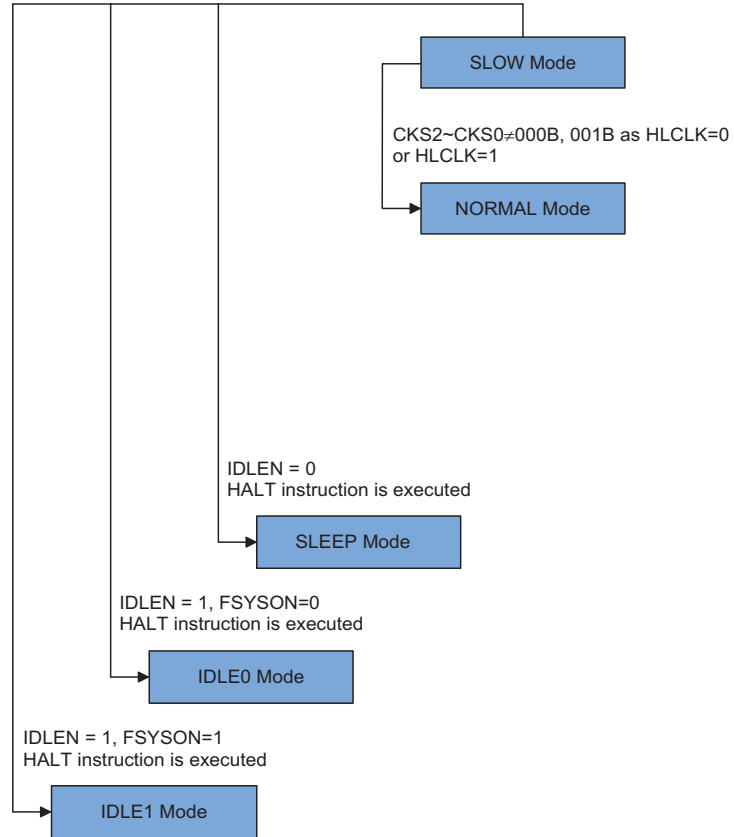 SLOW Mode
CKS2~CKS0≠000B, 001B as HLCLK=0
or HLCLK=1
NORMAL Mode
IDLEN = 0
HALT instruction is executed
SLEEP Mode
IDLEN = 1, FSYSON=0
HALT instruction is executed
IDLE0 Mode
IDLEN = 1, FSYSON=1
HALT instruction is executed
IDLE1 Mode